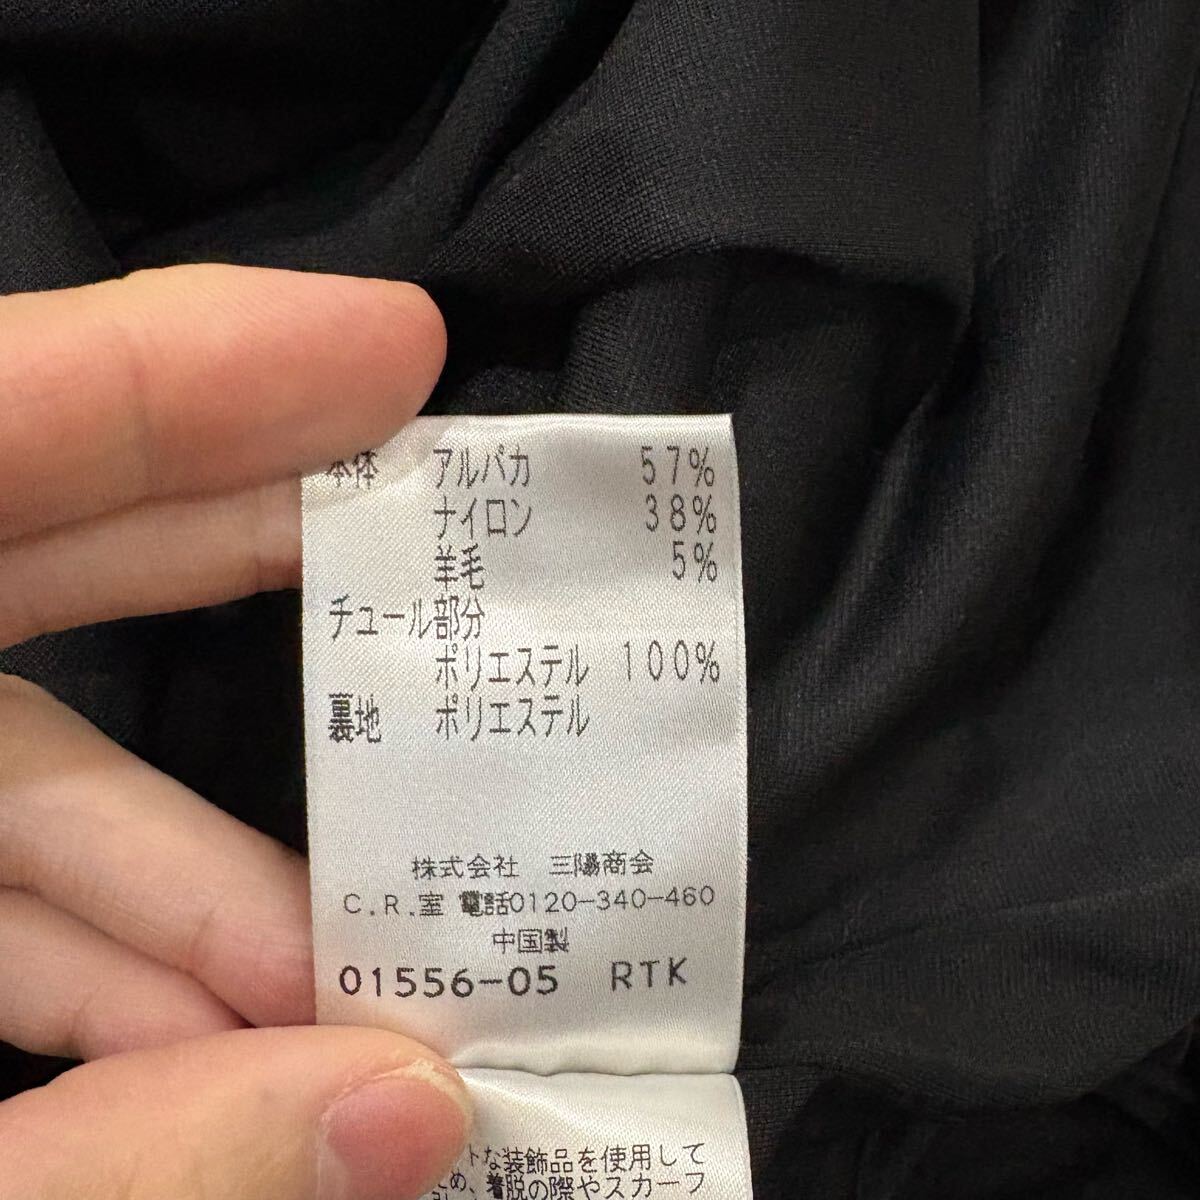 本体 アルパカ 57%
ナイロン 38%
羊毛 5%
チュール部分
ポリエステル 100%
裏地 ポリエステル
株式会社 三陽商会
C.R.室 電話0120-340-460
中国製
01556-05 RTK
トな装飾品を使用して
め、着脱の際やスカーフ